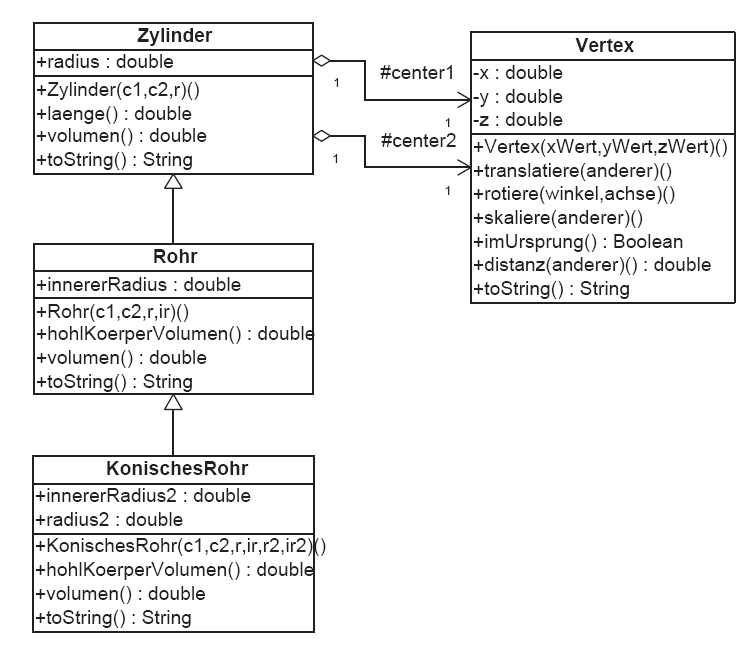 Zylinder
+radius : double
+Zylinder(c1,c2,r)()
+laenge() : double
+volumen() : double
+toString() : String
1
#center1
1
1
#center2
1
Vertex
-x : double
-y : double
-z : double
+Vertex(xWert,yWert,zWert)()
+translatiere(anderer)()
+rotiere(winkel,achse)()
+skaliere(anderer)()
+imUrsprung() : Boolean
+distanz(anderer)() : double
+toString() : String
Rohr
+innererRadius : double
+Rohr(c1,c2,r,ir)()
+hohlKoerperVolumen() : double
+volumen() : double
+toString() : String
KonischesRohr
+innererRadius2 : double
+radius2 : double
+KonischesRohr(c1,c2,r,ir,r2,ir2)()
+hohlKoerperVolumen() : double
+volumen() : double
+toString() : String